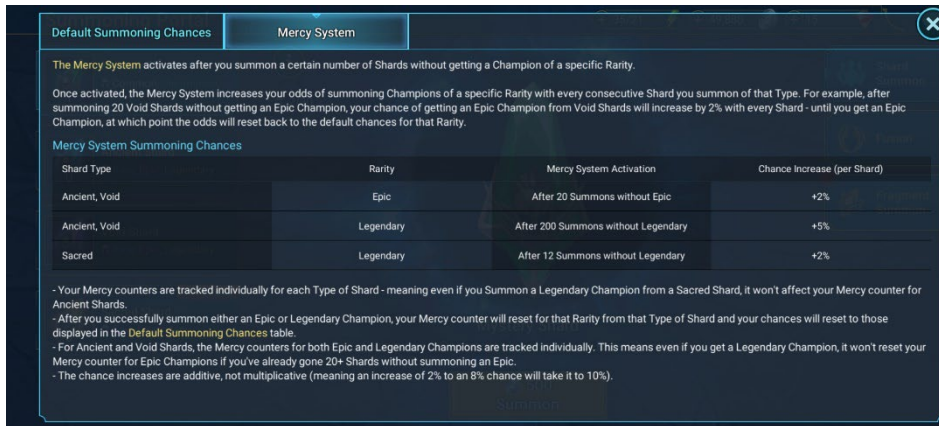 Default Summoning Chances
Mercy System
The Mercy System activates after you summon a certain number of Shards without getting a Champion of a specific Rarity.
Once activated, the Mercy System increases your odds of summoning Champions of a specific Rarity with every consecutive Shard you summon of that Type. For example, after
summoning 20 Void Shards without getting an Epic Champion, your chance of getting an Epic Champion from Void Shards will increase by 2% with every Shard - until you get an Epic
Champion, at which point the odds will reset back to the default chances for that Rarity.
Mercy System Summoning Chances
Shard Type Rarity Mercy System Activation Chance Increase (per Shard)
Ancient, Void Epic After 20 Summons without Epic +2%
Ancient, Void Legendary After 200 Summons without Legendary +5%
Sacred Legendary After 12 Summons without Legendary +2%
- Your Mercy counters are tracked individually for each Type of Shard - meaning even if you Summon a Legendary Champion from a Sacred Shard, it won't affect your Mercy counter for
Ancient Shards.
- After you successfully summon either an Epic or Legendary Champion, your Mercy counter will reset for that Rarity from that Type of Shard and your chances will reset to those
displayed in the Default Summoning Chances table.
- For Ancient and Void Shards, the Mercy counters for both Epic and Legendary Champions are tracked individually. This means even if you get a Legendary Champion, it won't reset your
Mercy counter for Epic Champions if you've already gone 20+ Shards without summoning an Epic.
- The chance increases are additive, not multiplicative (meaning an increase of 2% to an 8% chance will take it to 10%).
Summon